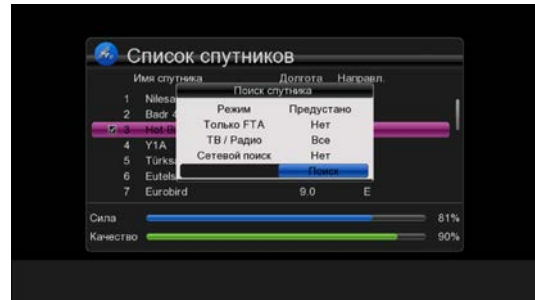 Список спутников
Имя спутника Долгота Направл.
Поиск спутника
1 Nilesa
Режим Предустано
2 Badr 4
Только FTA Нет
3 Hot B
ТВ / Радио Все
4 Y1A
Сетевой поиск Нет
5 Türks
Поиск
6 Eutels
7 Eurobird 9.0 E
Сила 81%
Качество 90%